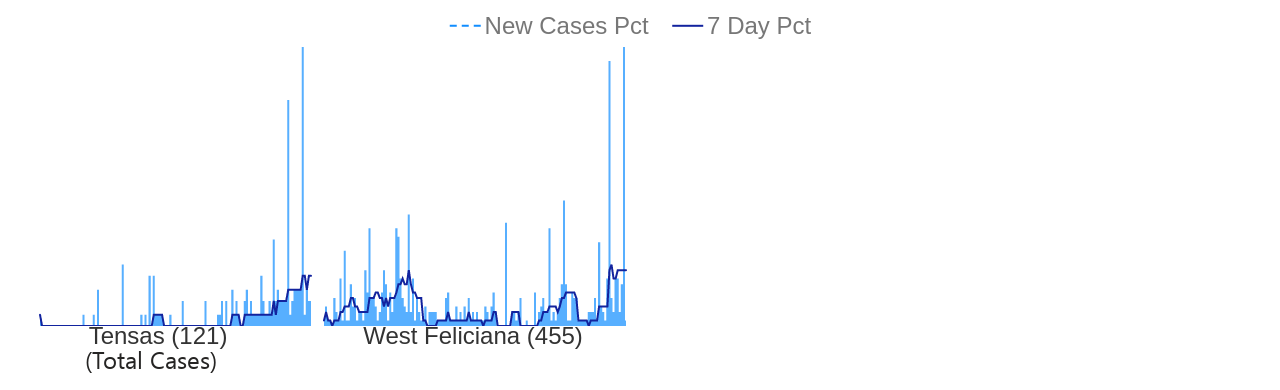 New Cases Pct 7 Day Pct
Tensas (121) West Feliciana (455)
(Total Cases)